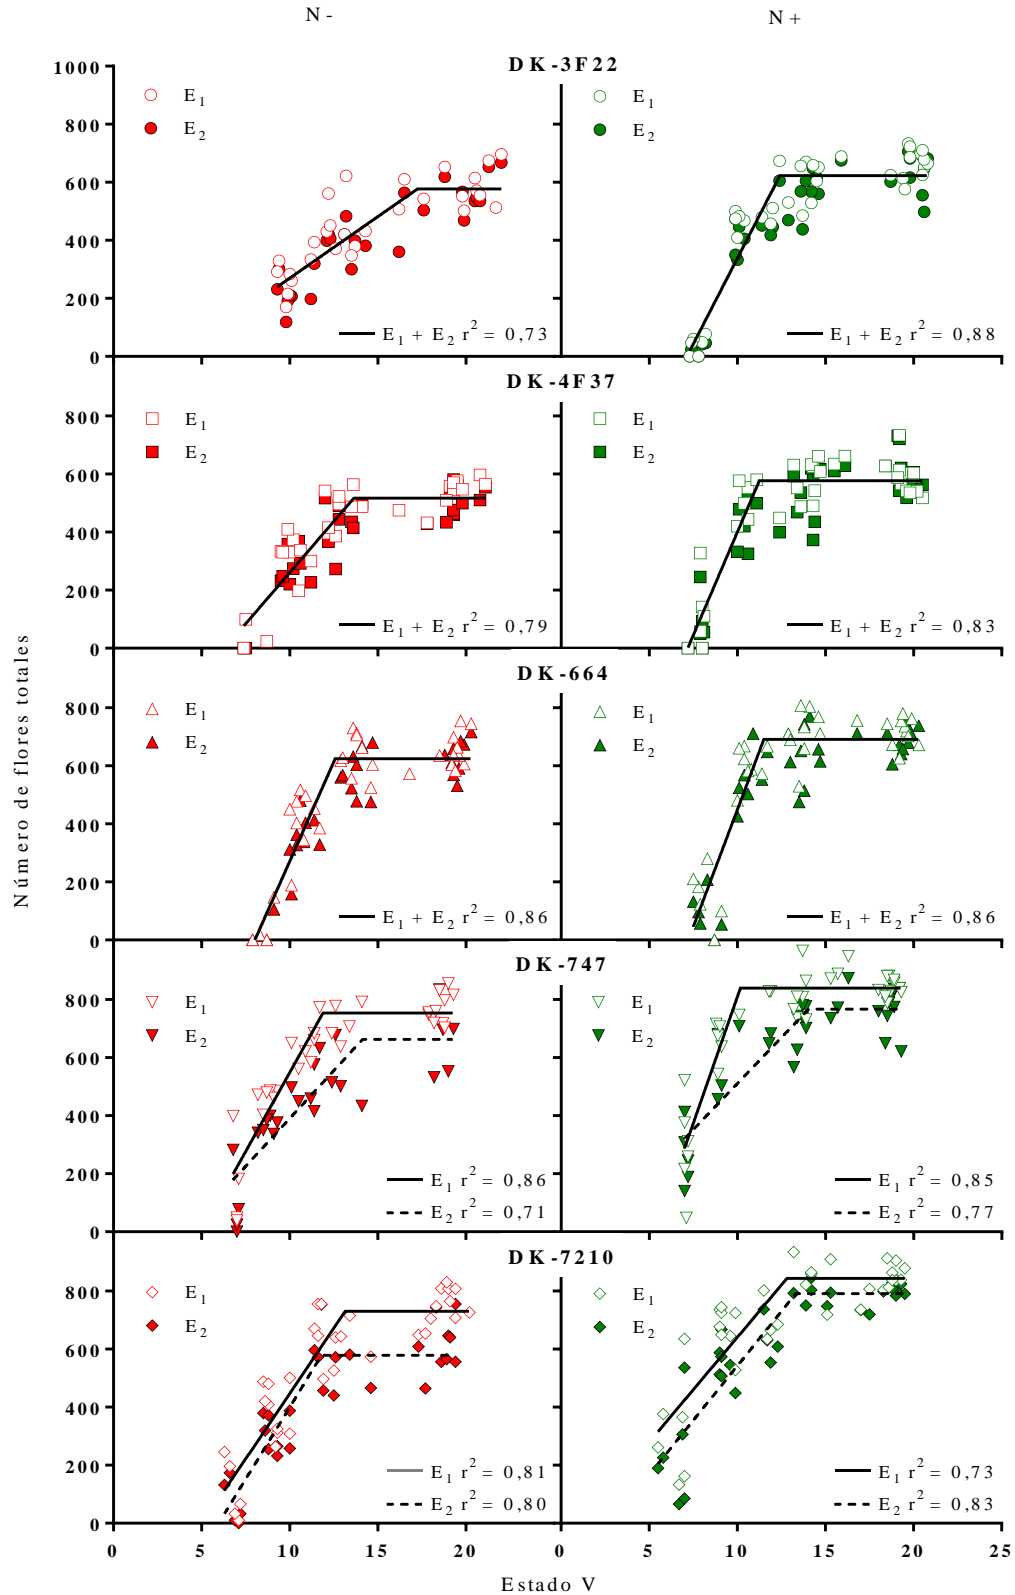 N -
N +
DK-3F22
1000
800
600
400
200
0
E1
E2
E1 + E2 r2 = 0,73
E1
E2
E1 + E2 r2 = 0,88
DK-4F37
800
600
400
200
0
E1
E2
E1 + E2 r2 = 0,79
E1
E2
E1 + E2 r2 = 0,83
Número de flores totales
DK-664
800
600
400
200
0
E1
E2
E1 + E2 r2 = 0,86
E1
E2
E1 + E2 r2 = 0,86
DK-747
800
600
400
200
0
E1
E2
E1 r2 = 0,86
E2 r2 = 0,71
E1
E2
E1 r2 = 0,85
E2 r2 = 0,77
DK-7210
800
600
400
200
0
E1
E2
E1 r2 = 0,81
E2 r2 = 0,80
E1
E2
E1 r2 = 0,73
E2 r2 = 0,83
0 5 10 15 20 5 10 15 20 25
Estado V